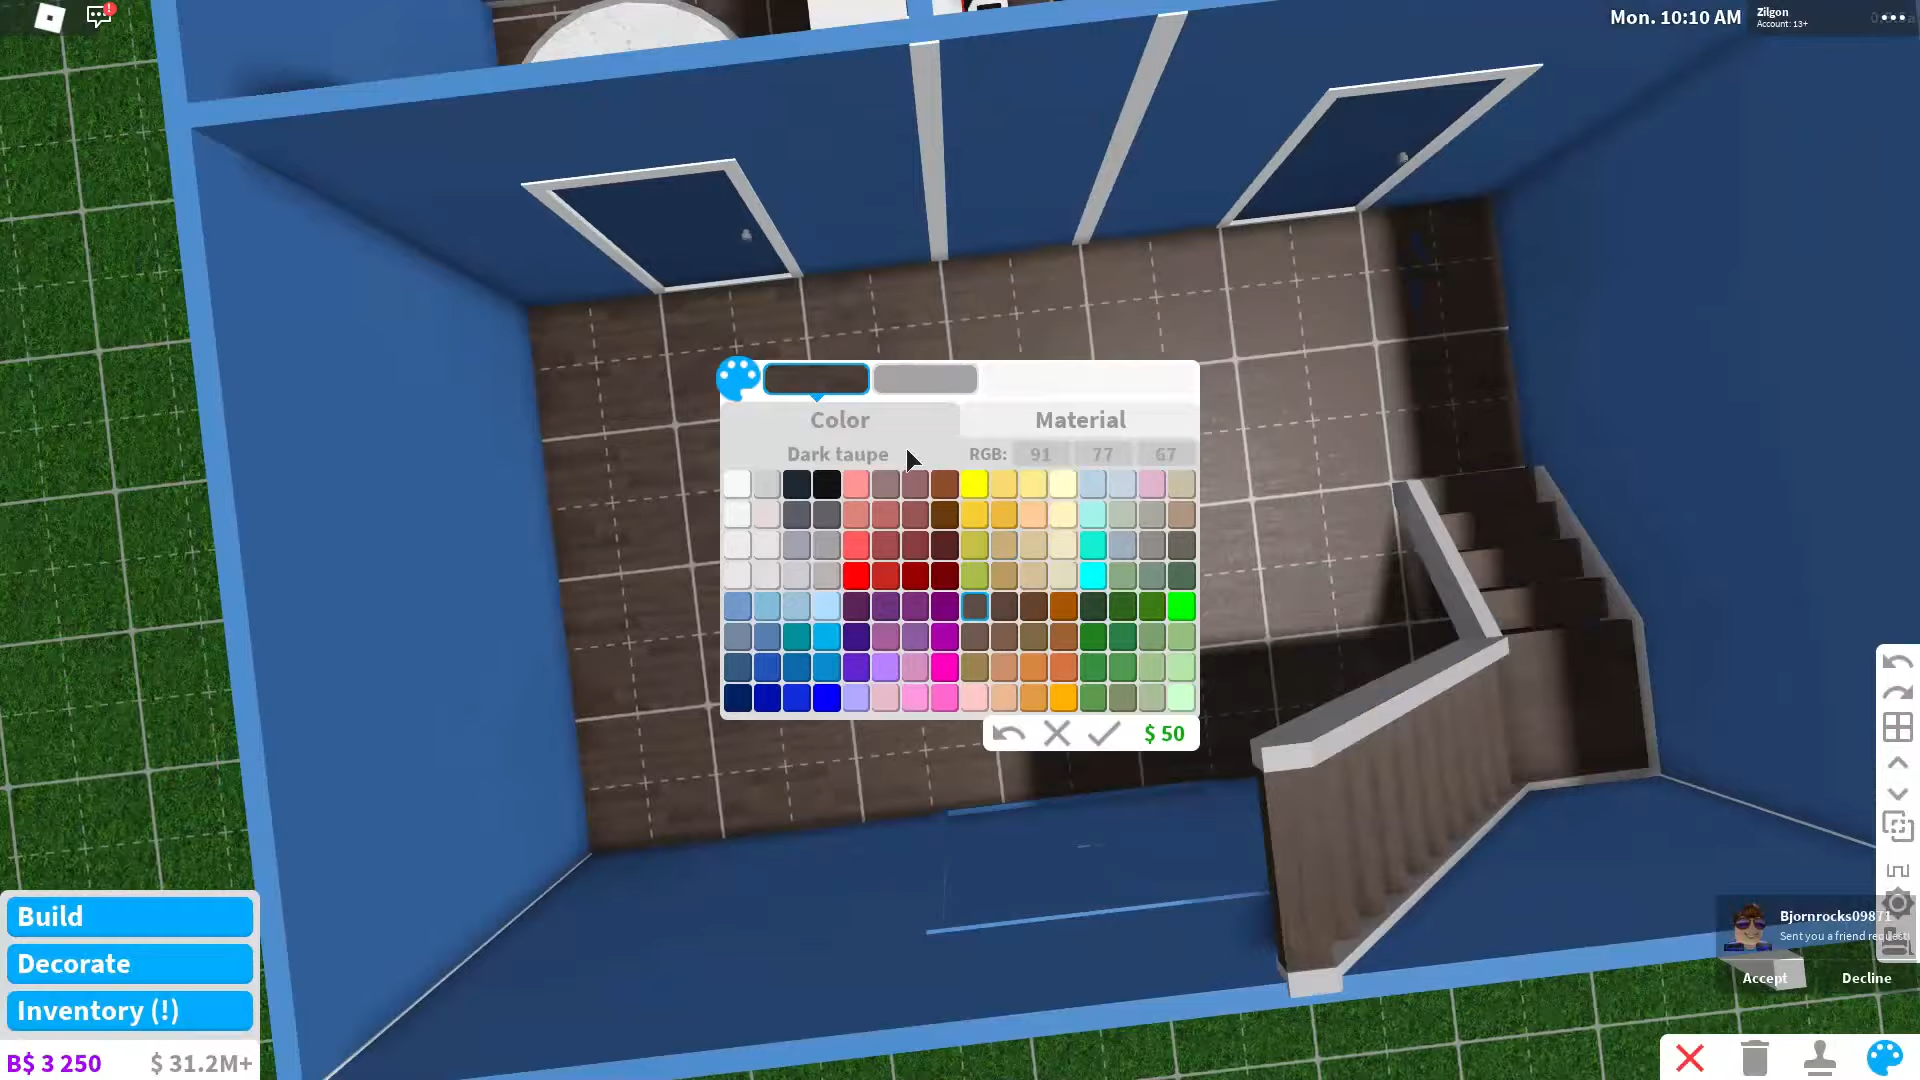 Mon. 10:10 AM
Zilgon
Account: 13+
Color
Material
Dark taupe
RGB: 91 77 67
$ 50
Build
Decorate
Inventory (!)
B$ 3 250
$ 31.2M+
Bjornrocks09871
Sent you a friend request!
Accept
Decline